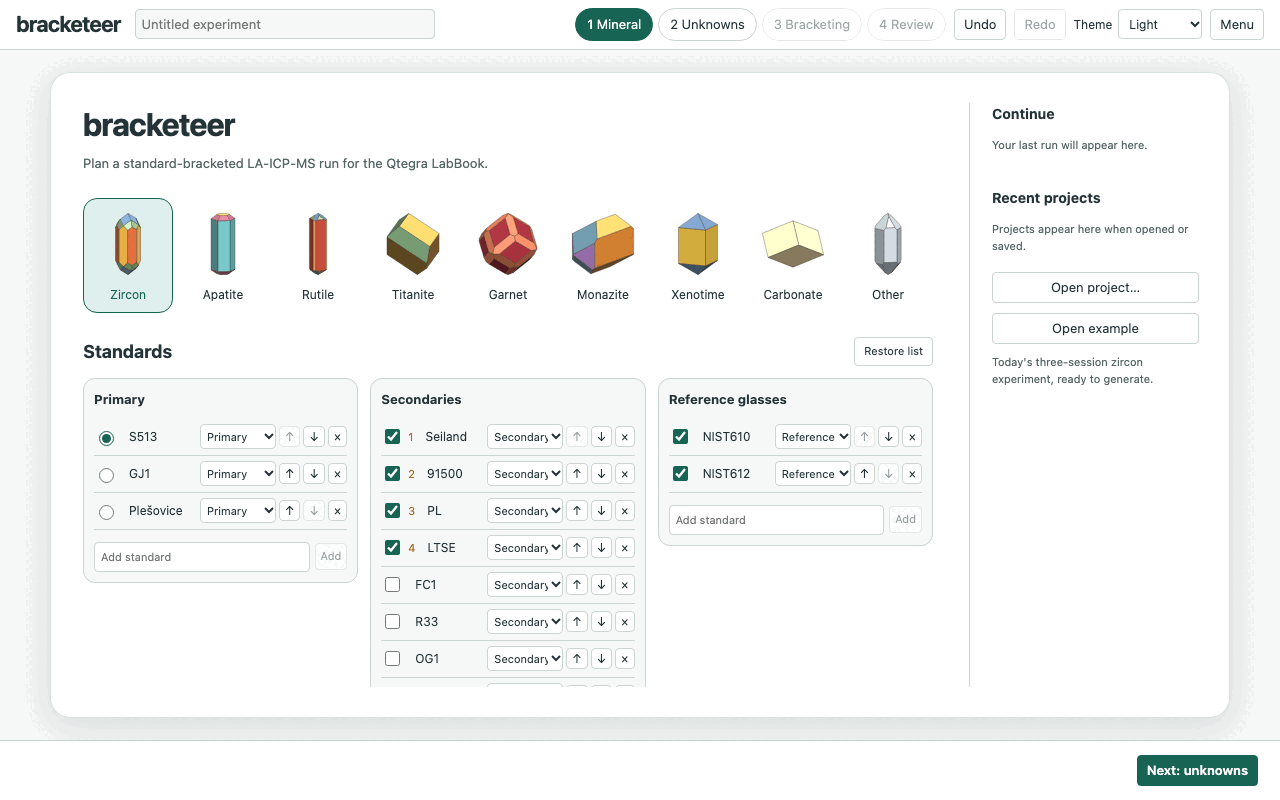 bracketeer Untitled experiment 1 Mineral 2 Unknowns 3 Bracketing 4 Review Undo Redo Theme Light Menu
bracketeer
Plan a standard-bracketed LA-ICP-MS run for the Qtegra LabBook.
Zircon Apatite Rutile Titanite Garnet Monazite Xenotime Carbonate Other
Standards Restore list
Primary
S513 Primary ↑ ↓ ×
GJ1 Primary ↑ ↓ ×
Plešovice Primary ↑ ↓ ×
Add standard Add
Secondaries
1 Seiland Secondary ↑ ↓ ×
2 91500 Secondary ↑ ↓ ×
3 PL Secondary ↑ ↓ ×
4 LTSE Secondary ↑ ↓ ×
FC1 Secondary ↑ ↓ ×
R33 Secondary ↑ ↓ ×
OG1 Secondary ↑ ↓ ×
Reference glasses
NIST610 Reference ↑ ↓ ×
NIST612 Reference ↑ ↓ ×
Add standard Add
Continue
Your last run will appear here.
Recent projects
Projects appear here when opened or
saved.
Open project...
Open example
Today's three-session zircon
experiment, ready to generate.
Next: unknowns